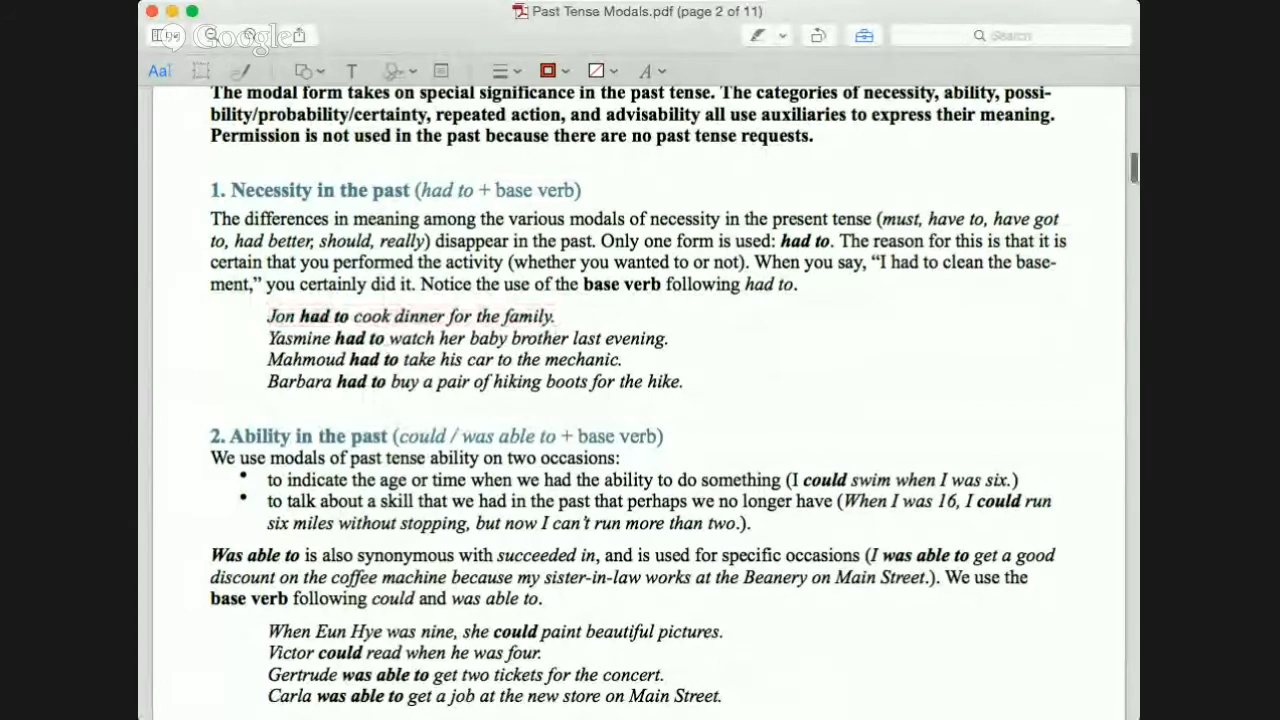 Past Tense Modals.pdf (page 2 of 11)
Google
Search
Aa
T
A
The modal form takes on special significance in the past tense. The categories of necessity, ability, possi-
bility/probability/certainty, repeated action, and advisability all use auxiliaries to express their meaning.
Permission is not used in the past because there are no past tense requests.
1. Necessity in the past (had to + base verb)
The differences in meaning among the various modals of necessity in the present tense (must, have to, have got
to, had better, should, really) disappear in the past. Only one form is used: had to. The reason for this is that it is
certain that you performed the activity (whether you wanted to or not). When you say, “I had to clean the base-
ment,” you certainly did it. Notice the use of the base verb following had to.
Jon had to cook dinner for the family.
Yasmine had to watch her baby brother last evening.
Mahmoud had to take his car to the mechanic.
Barbara had to buy a pair of hiking boots for the hike.
2. Ability in the past (could / was able to + base verb)
We use modals of past tense ability on two occasions:
• to indicate the age or time when we had the ability to do something (I could swim when I was six.)
• to talk about a skill that we had in the past that perhaps we no longer have (When I was 16, I could run
six miles without stopping, but now I can't run more than two.).
Was able to is also synonymous with succeeded in, and is used for specific occasions (I was able to get a good
discount on the coffee machine because my sister-in-law works at the Beanery on Main Street.). We use the
base verb following could and was able to.
When Eun Hye was nine, she could paint beautiful pictures.
Victor could read when he was four.
Gertrude was able to get two tickets for the concert.
Carla was able to get a job at the new store on Main Street.